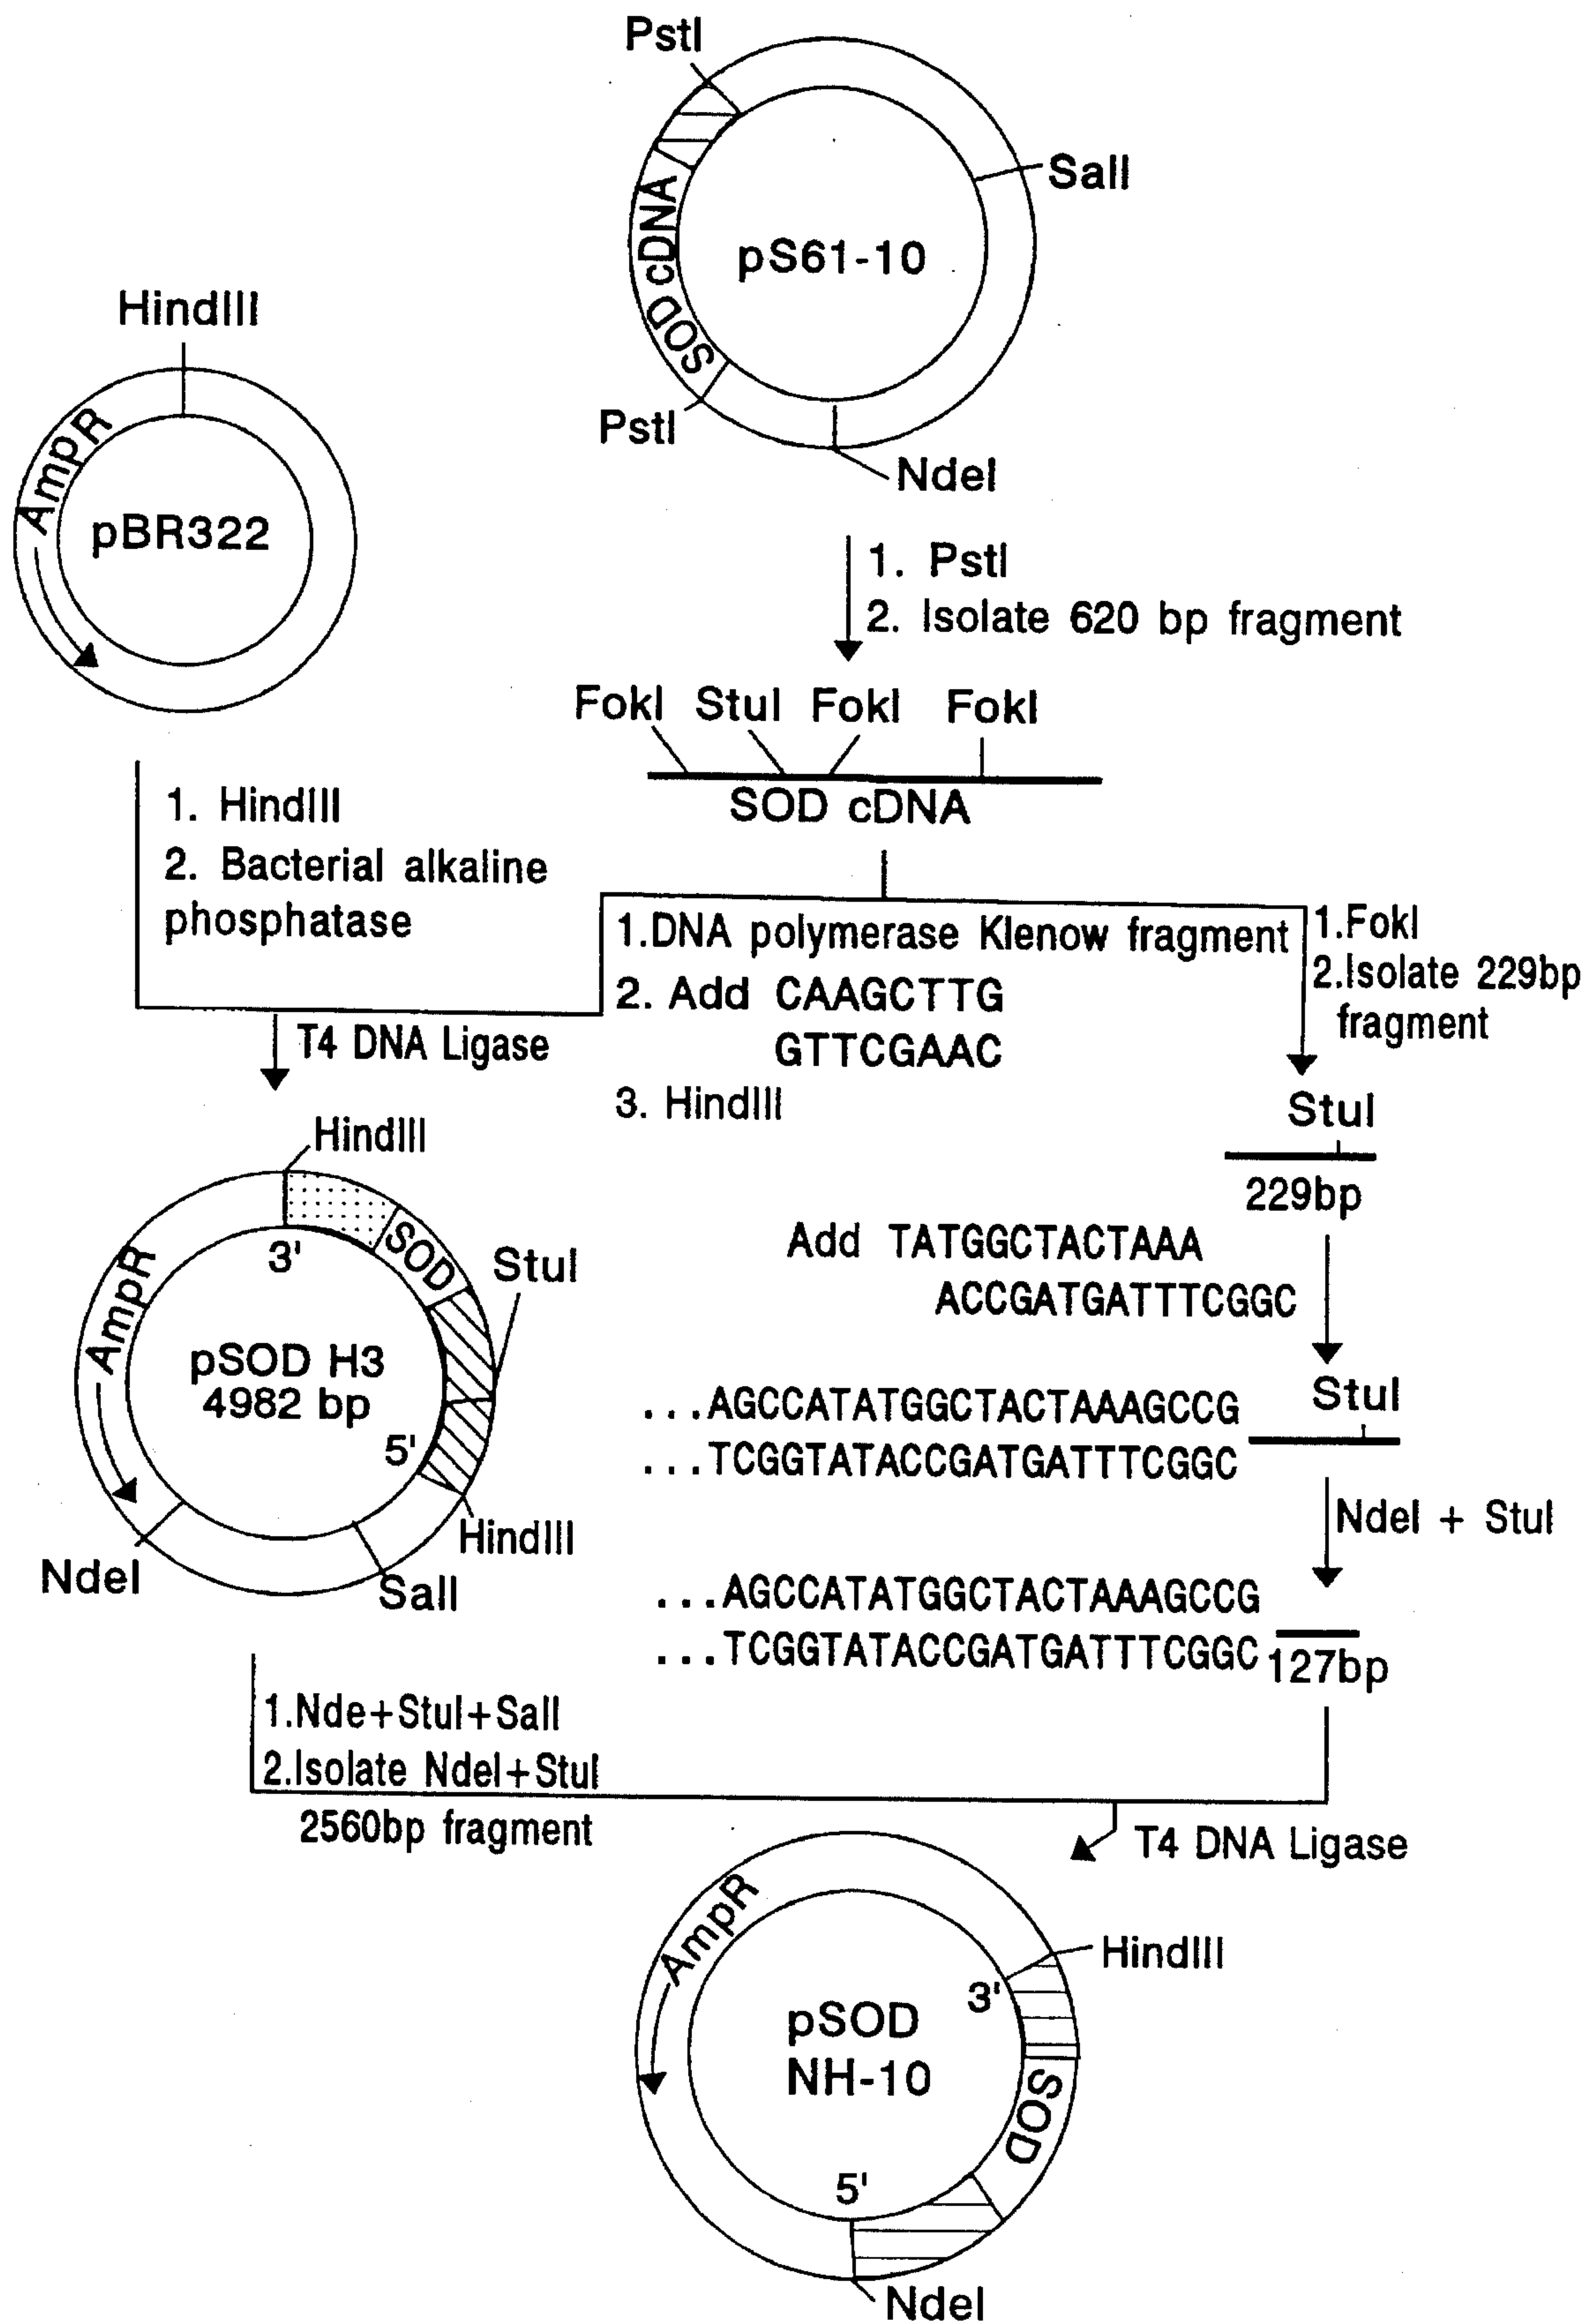 PstI
SalI
SOD cDNA
pS61-10
PstI
NdeI
HindIII
AmpR
pBR322
1. PstI
2. Isolate 620 bp fragment
FokI StuI FokI FokI
SOD cDNA
1. HindIII
2. Bacterial alkaline
phosphatase
1.DNA polymerase Klenow fragment
2. Add CAAGCTTG
GTTCGAAC
3. HindIII
1.FokI
2.Isolate 229bp
fragment
T4 DNA Ligase
StuI
229bp
Add TATGGCTACTAAA
ACCGATGATTTCGGC
HindIII
3'
SOD
StuI
AmpR
pSOD H3
4982 bp
5'
HindIII
NdeI
SalI
...AGCCATATGGCTACTAAAGCCG
...TCGGTATACCGATGATTTCGGC
StuI
NdeI + StuI
...AGCCATATGGCTACTAAAGCCG
...TCGGTATACCGATGATTTCGGC
127bp
1.Nde+StuI+SalI
2.Isolate NdeI+StuI
2560bp fragment
T4 DNA Ligase
AmpR
HindIII
3'
pSOD
NH-10
SOD
5'
NdeI